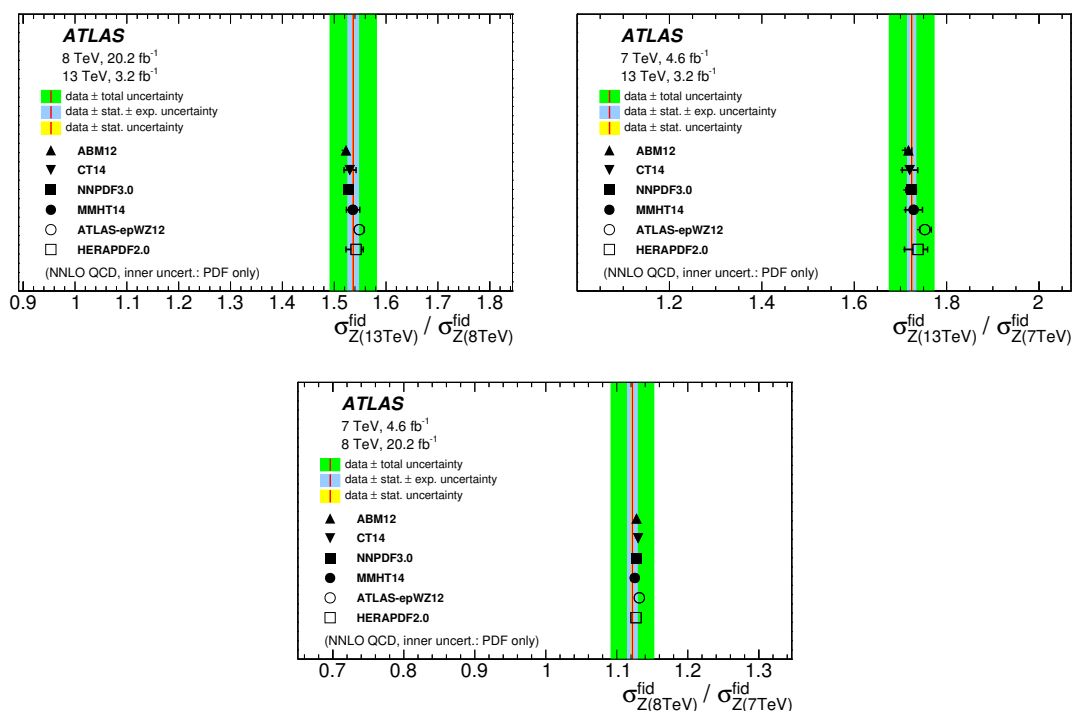 ATLAS
8 TeV, 20.2 fb⁻¹
13 TeV, 3.2 fb⁻¹
data ± total uncertainty
data ± stat. ± exp. uncertainty
data ± stat. uncertainty
ABM12
CT14
NNPDF3.0
MMHT14
ATLAS-epWZ12
HERAPDF2.0
(NNLO QCD, inner uncert.: PDF only)
0.9 1 1.1 1.2 1.3 1.4 1.5 1.6 1.7 1.8
σ^fid_Z(13TeV) / σ^fid_Z(8TeV)
ATLAS
7 TeV, 4.6 fb⁻¹
13 TeV, 3.2 fb⁻¹
data ± total uncertainty
data ± stat. ± exp. uncertainty
data ± stat. uncertainty
ABM12
CT14
NNPDF3.0
MMHT14
ATLAS-epWZ12
HERAPDF2.0
(NNLO QCD, inner uncert.: PDF only)
1.2 1.4 1.6 1.8 2
σ^fid_Z(13TeV) / σ^fid_Z(7TeV)
ATLAS
7 TeV, 4.6 fb⁻¹
8 TeV, 20.2 fb⁻¹
data ± total uncertainty
data ± stat. ± exp. uncertainty
data ± stat. uncertainty
ABM12
CT14
NNPDF3.0
MMHT14
ATLAS-epWZ12
HERAPDF2.0
(NNLO QCD, inner uncert.: PDF only)
0.7 0.8 0.9 1 1.1 1.2 1.3
σ^fid_Z(8TeV) / σ^fid_Z(7TeV)